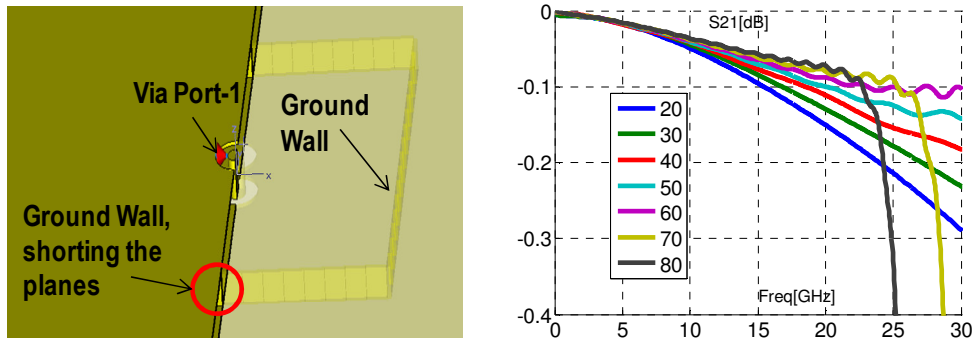 Via Port-1
z
x
Ground
Wall
Ground Wall,
shorting the
planes
S21[dB]
0
-0.1
-0.2
-0.3
-0.4
20
30
40
50
60
70
80
Freq[GHz]
0 5 10 15 20 25 30